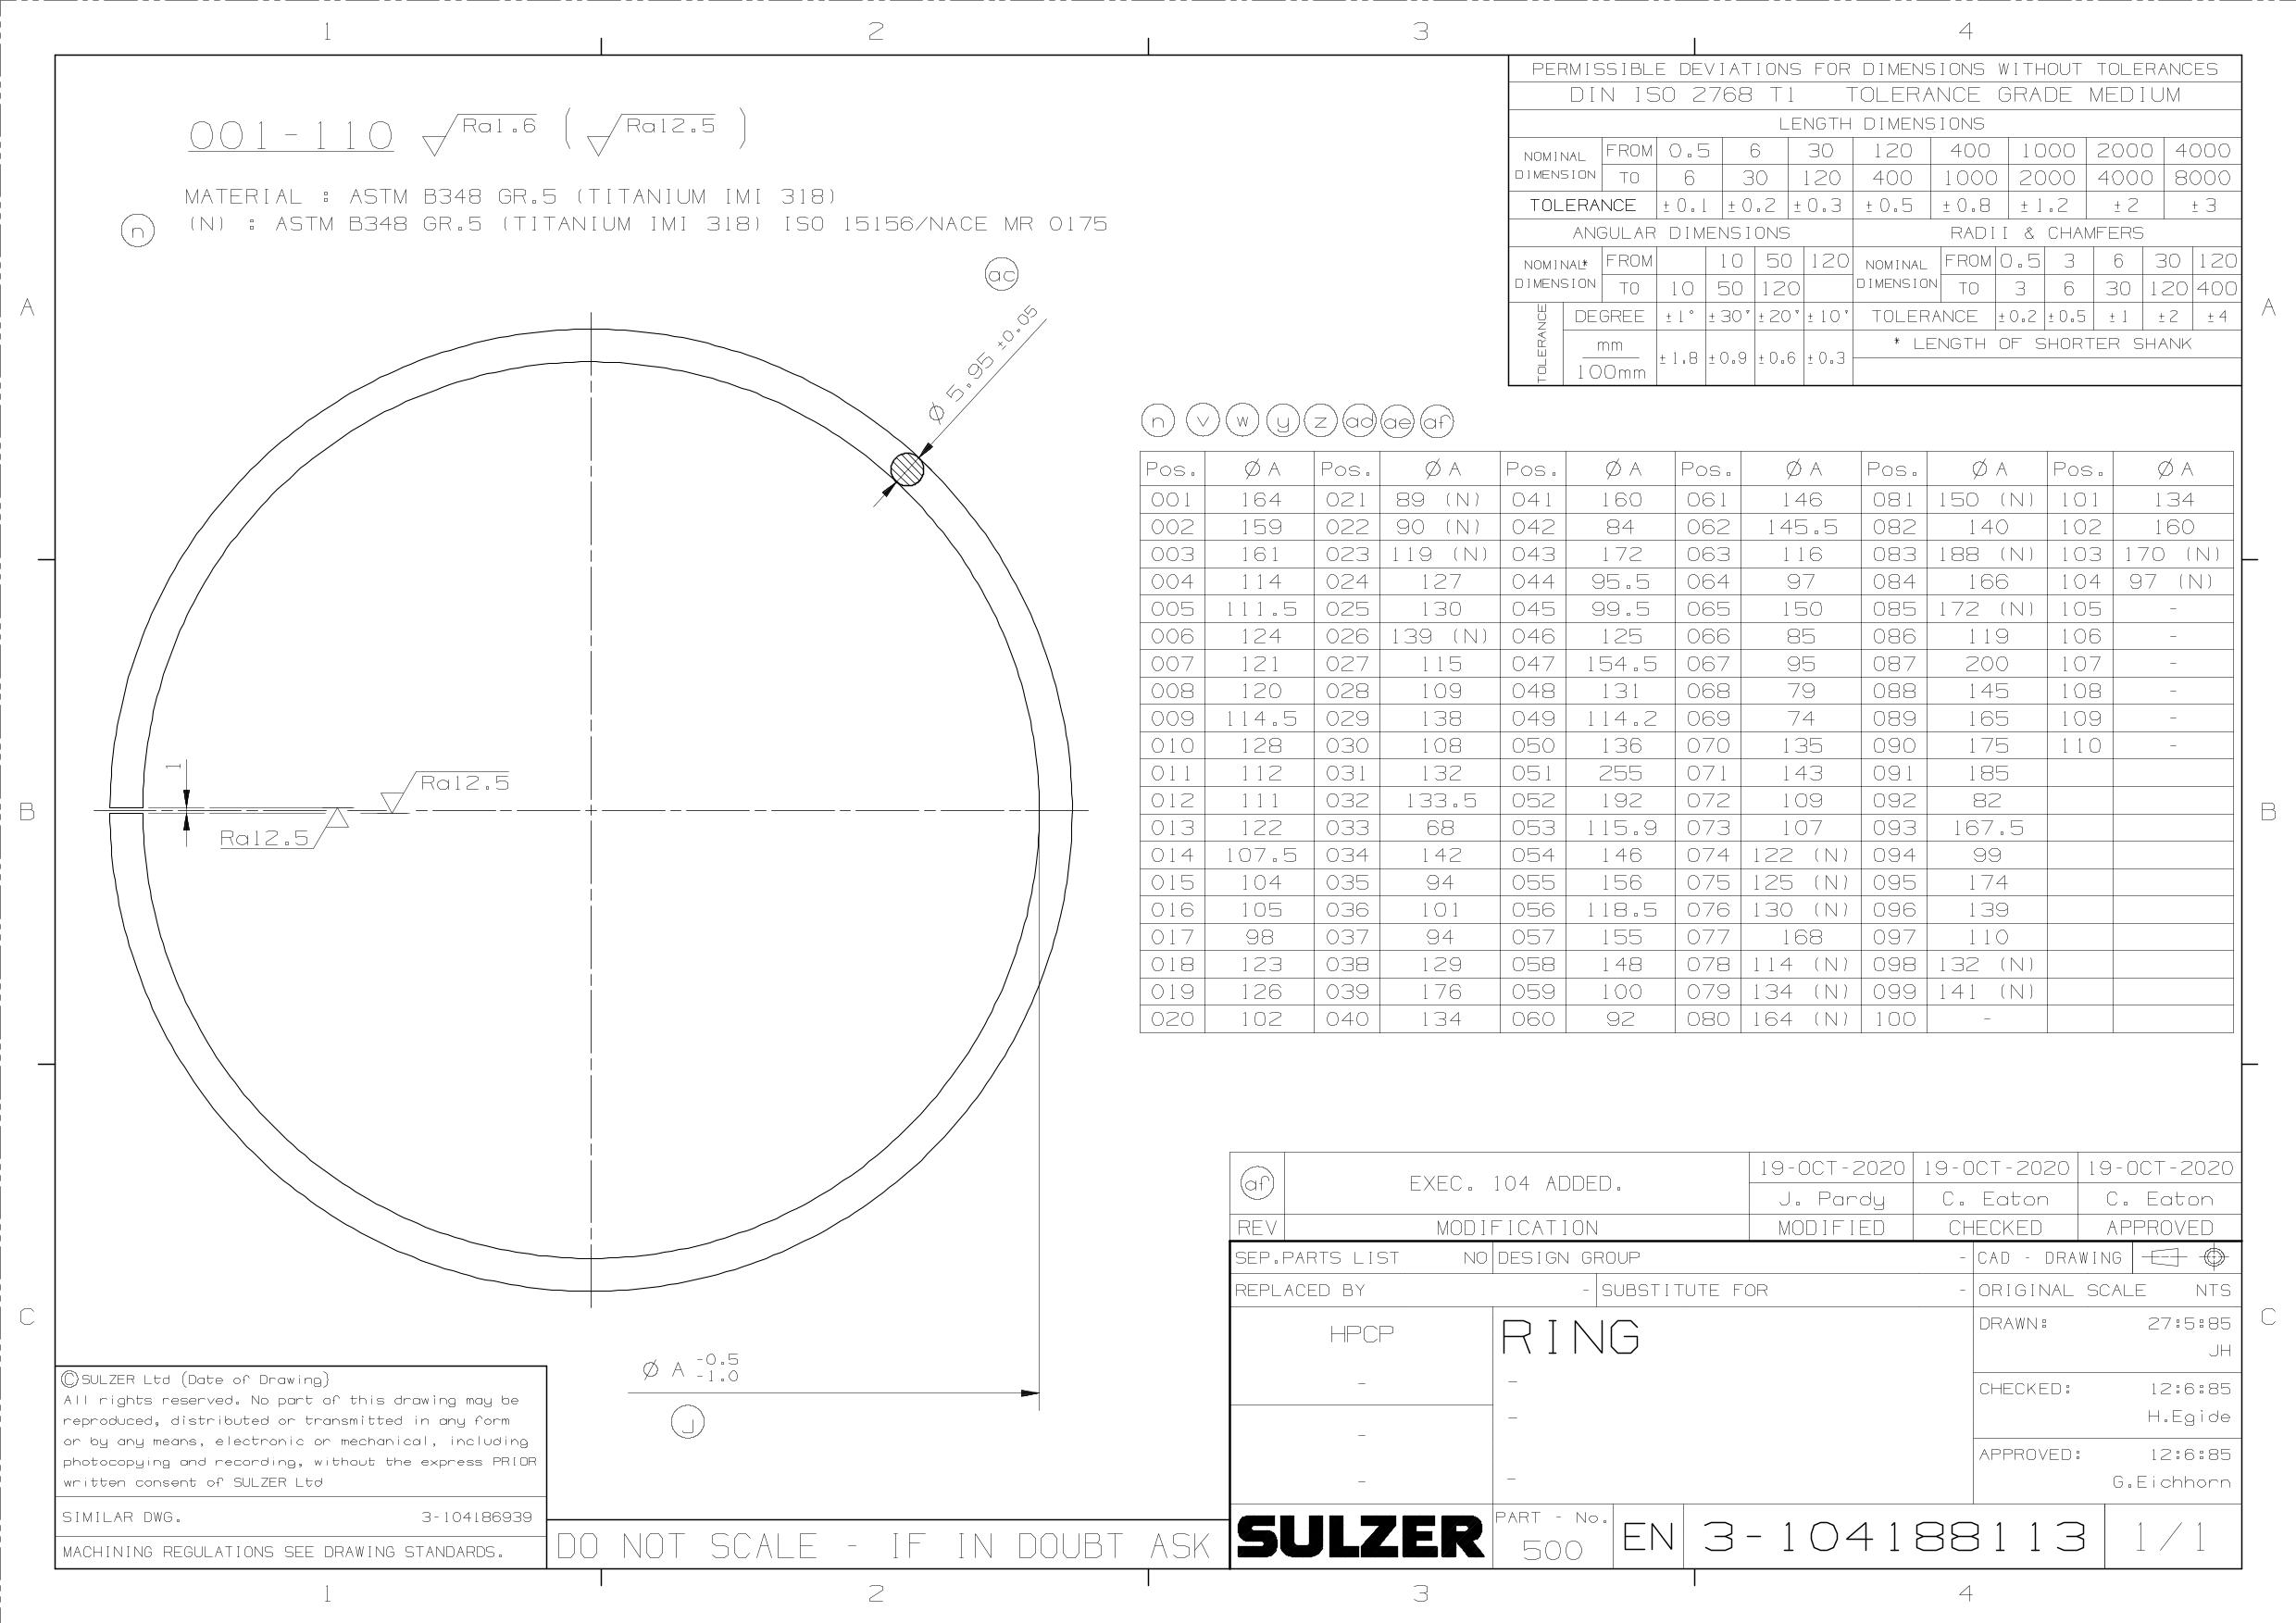 1 2 3 4
001-110 Ra1.6 ( Ra12.5 )
MATERIAL : ASTM B348 GR.5 (TITANIUM IMI 318)
n (N) : ASTM B348 GR.5 (TITANIUM IMI 318) ISO 15156/NACE MR 0175
ac
Ø 5.95 ±0.05
A
B
C
1
Ra12.5
Ra12.5
Ø A -0.5 -1.0
J
PERMISSIBLE DEVIATIONS FOR DIMENSIONS WITHOUT TOLERANCES
DIN ISO 2768 T1 TOLERANCE GRADE MEDIUM
LENGTH DIMENSIONS
NOMINAL DIMENSION FROM 0.5 6 30 120 400 1000 2000 4000
TO 6 30 120 400 1000 2000 4000 8000
TOLERANCE ±0.1 ±0.2 ±0.3 ±0.5 ±0.8 ±1.2 ±2 ±3
ANGULAR DIMENSIONS RADII & CHAMFERS
NOMINAL* DIMENSION FROM 10 50 120 NOMINAL DIMENSION FROM 0.5 3 6 30 120
TO 10 50 120 TO 3 6 30 120 400
TOLERANCE DEGREE ±1° ±30' ±20' ±10' TOLERANCE ±0.2 ±0.5 ±1 ±2 ±4
mm/100mm ±1.8 ±0.9 ±0.6 ±0.3 * LENGTH OF SHORTER SHANK
A
B
C
n v w y z ad ae af
Pos. Ø A Pos. Ø A Pos. Ø A Pos. Ø A Pos. Ø A Pos. Ø A
001 164 021 89 (N) 041 160 061 146 081 150 (N) 101 134
002 159 022 90 (N) 042 84 062 145.5 082 140 102 160
003 161 023 119 (N) 043 172 063 116 083 188 (N) 103 170 (N)
004 114 024 127 044 95.5 064 97 084 166 104 97 (N)
005 111.5 025 130 045 99.5 065 150 085 172 (N) 105 -
006 124 026 139 (N) 046 125 066 85 086 119 106 -
007 121 027 115 047 154.5 067 95 087 200 107 -
008 120 028 109 048 131 068 79 088 145 108 -
009 114.5 029 138 049 114.2 069 74 089 165 109 -
010 128 030 108 050 136 070 135 090 175 110 -
011 112 031 132 051 255 071 143 091 185
012 111 032 133.5 052 192 072 109 092 82
013 122 033 68 053 115.9 073 107 093 167.5
014 107.5 034 142 054 146 074 122 (N) 094 99
015 104 035 94 055 156 075 125 (N) 095 174
016 105 036 101 056 118.5 076 130 (N) 096 139
017 98 037 94 057 155 077 168 097 110
018 123 038 129 058 148 078 114 (N) 098 132 (N)
019 126 039 176 059 100 079 134 (N) 099 141 (N)
020 102 040 134 060 92 080 164 (N) 100 -
af EXEC. 104 ADDED. 19-OCT-2020 19-OCT-2020 19-OCT-2020
J. Pardy C. Eaton C. Eaton
REV MODIFICATION MODIFIED CHECKED APPROVED
SEP.PARTS LIST NO DESIGN GROUP - CAD - DRAWING
REPLACED BY - SUBSTITUTE FOR - ORIGINAL SCALE NTS
HPCP RING DRAWN: 27:5:85
JH
- - CHECKED: 12:6:85
- H.Egide
- APPROVED: 12:6:85
- - G.Eichhorn
SULZER PART - No. 500 EN 3-104188113 1/1
©SULZER Ltd (Date of Drawing)
All rights reserved. No part of this drawing may be
reproduced, distributed or transmitted in any form
or by any means, electronic or mechanical, including
photocopying and recording, without the express PRIOR
written consent of SULZER Ltd
SIMILAR DWG. 3-104186939
MACHINING REGULATIONS SEE DRAWING STANDARDS.
DO NOT SCALE - IF IN DOUBT ASK
1 2 3 4